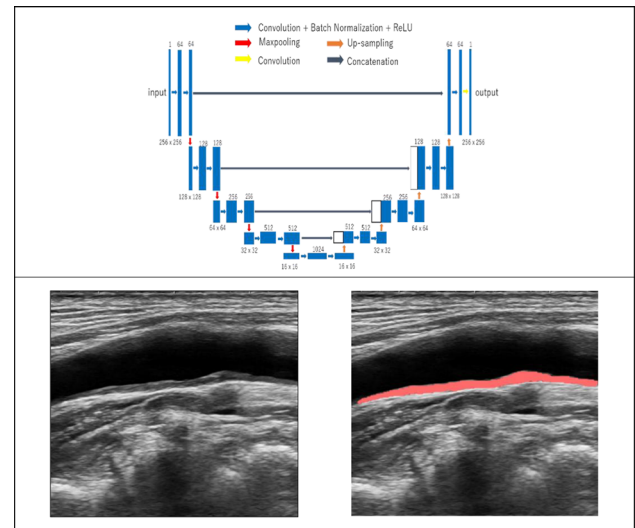 Convolution + Batch Normalization + ReLU
Maxpooling Up-sampling
Convolution Concatenation
1 64 64 64 64 1
input output
256 x 256 256 x 256
128 128 128 128
128 x 128 128 x 128
256 256 256 256
64 x 64 64 x 64
512 512 512 512
32 x 32 1024 32 x 32
16 x 16 16 x 16